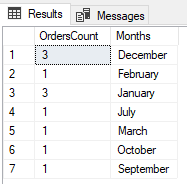 Results Messages
OrdersCount Months
1 3 December
2 1 February
3 3 January
4 1 July
5 1 March
6 1 October
7 1 September